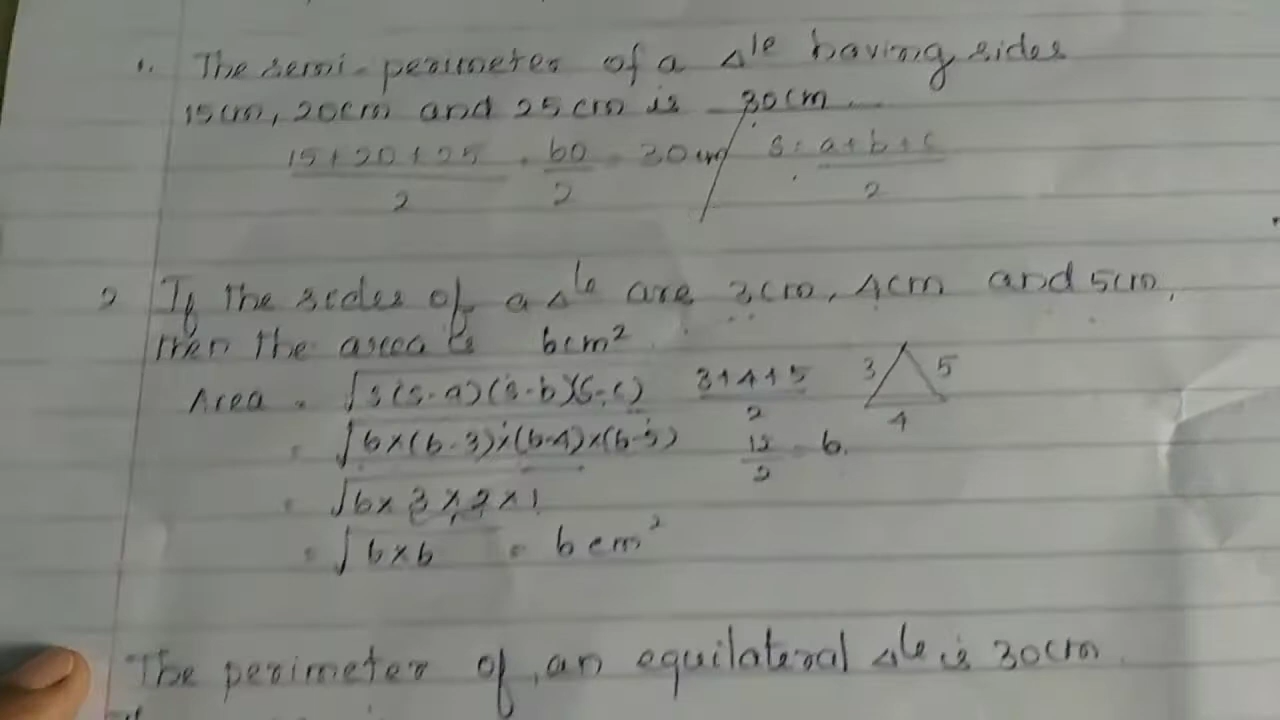 1. The semi-perimeter of a Δle having sides
15cm, 20cm and 25cm is 30cm.
15+20+25/2 = 60/2 = 30cm s = a+b+c/2
2 If the sides of a Δle are 3cm, 4cm and 5cm,
then the area is 6cm²
Area = √s(s-a)(s-b)(s-c) 3+4+5/2 3 5 4
= √6×(6-3)×(6-4)×(6-5) 12/2 = 6.
= √6×3×2×1
= √6×6 = 6cm²
The perimeter of an equilateral Δle is 30cm